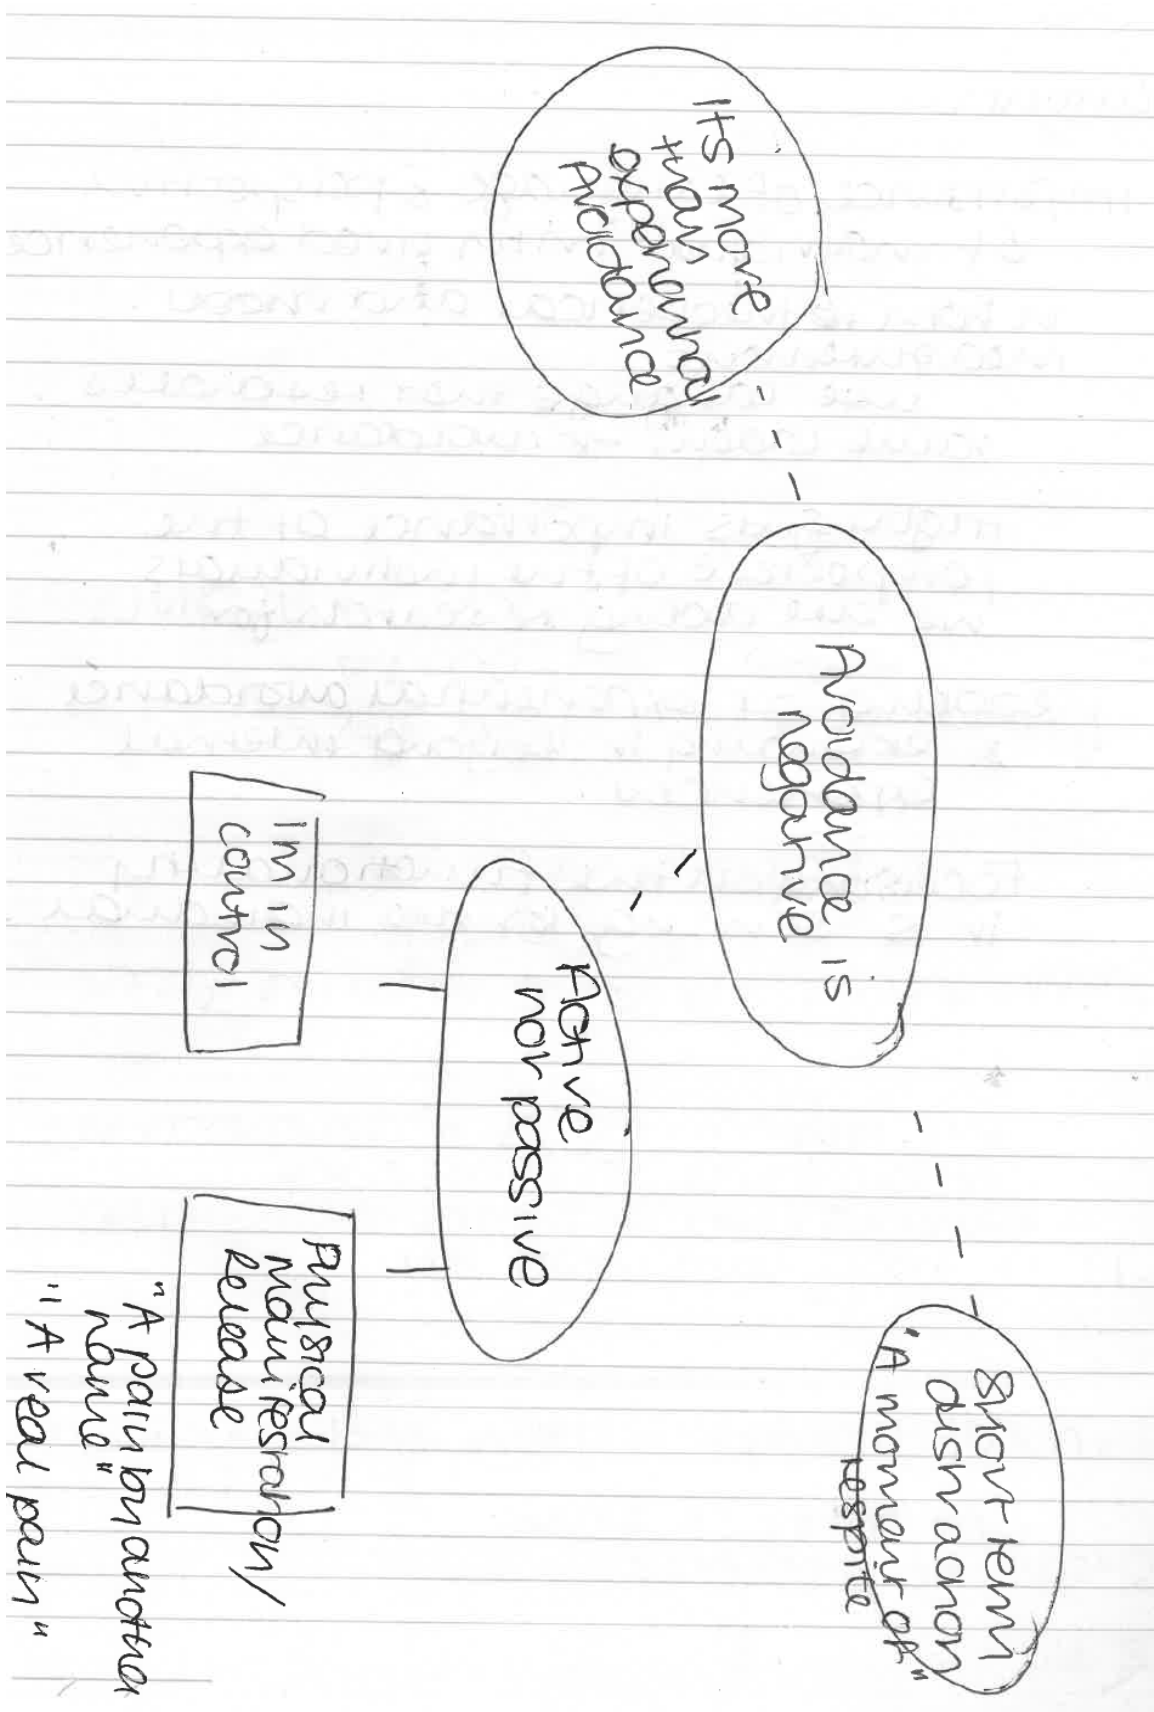 Its more
than
experiential
Avoidance
Avoidance is
negative
Short term
distraction
"A moment of"
respite
Active
not passive
Im in
control
Physical
manifestation/
Release
"A pain by another
name"
"A real pain"